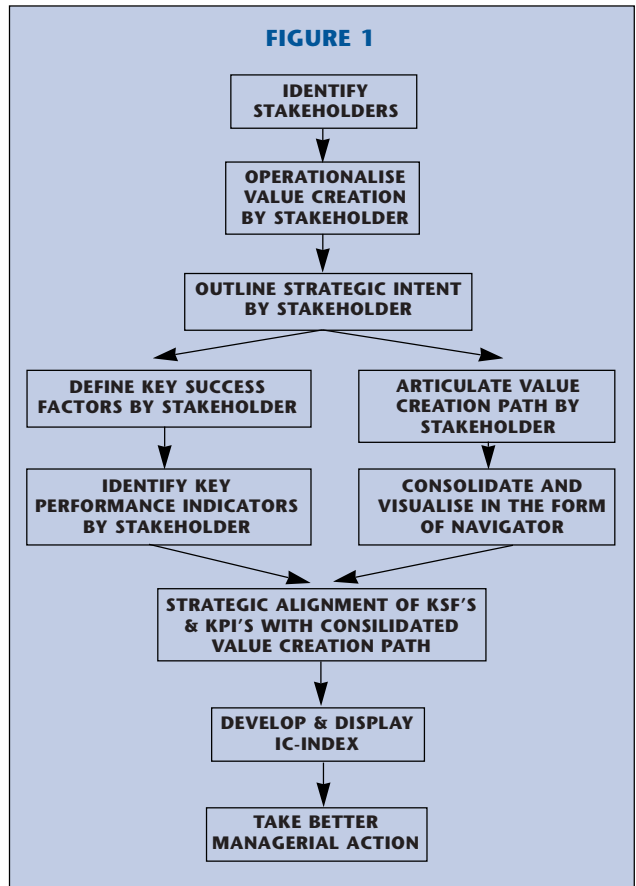 FIGURE 1
IDENTIFY
STAKEHOLDERS
OPERATIONALISE
VALUE CREATION
BY STAKEHOLDER
OUTLINE STRATEGIC INTENT
BY STAKEHOLDER
DEFINE KEY SUCCESS
FACTORS BY STAKEHOLDER
ARTICULATE VALUE
CREATION PATH BY
STAKEHOLDER
IDENTIFY KEY
PERFORMANCE INDICATORS
BY STAKEHOLDER
CONSOLIDATE AND
VISUALISE IN THE FORM
OF NAVIGATOR
STRATEGIC ALIGNMENT OF KSF'S
& KPI'S WITH CONSILIDATED
VALUE CREATION PATH
DEVELOP & DISPLAY
IC-INDEX
TAKE BETTER
MANAGERIAL ACTION